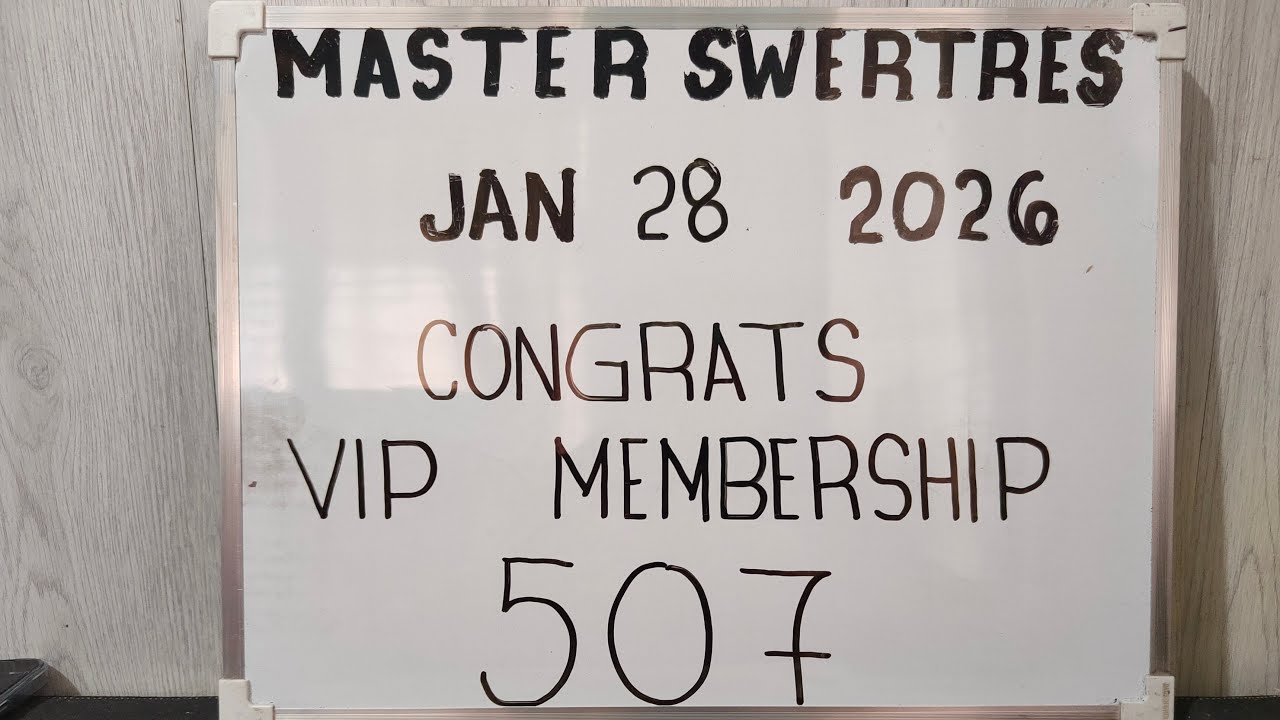 MASTER SWERTRES
JAN 28 2026
CONGRATS
VIP MEMBERSHIP
507